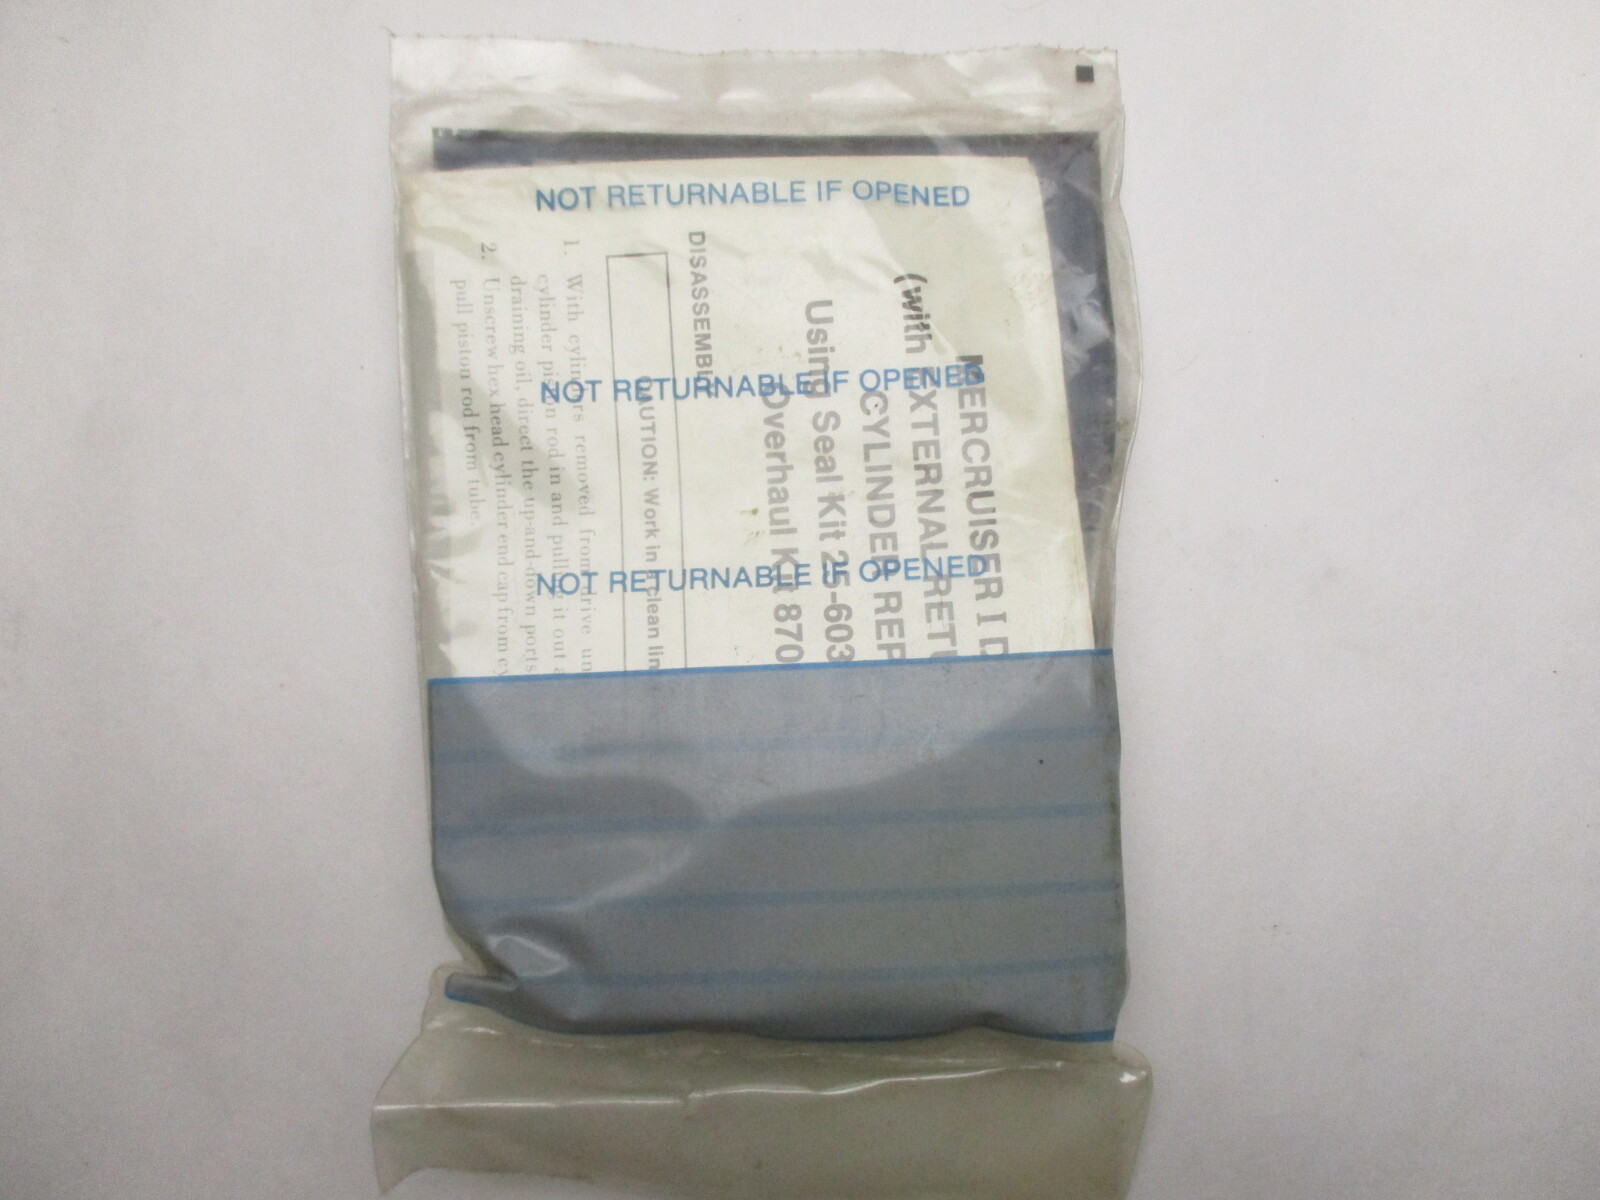 NOT RETURNABLE IF OPENED
NOT RETURNABLE IF OPENED
NOT RETURNABLE IF OPENED
MERCRUISER I D
(with EXTERNAL RETU
CYLINDER REP
Using Seal Kit 25-603
Overhaul Kit 870
DISASSEMBLY
CAUTION: Work in a clean
1. With cylinders removed from drive
cylinder piston rod in and pulling it out
draining oil, direct the up-and-down ports
2. Unscrew hex head cylinder end cap from
pull piston rod from tube.